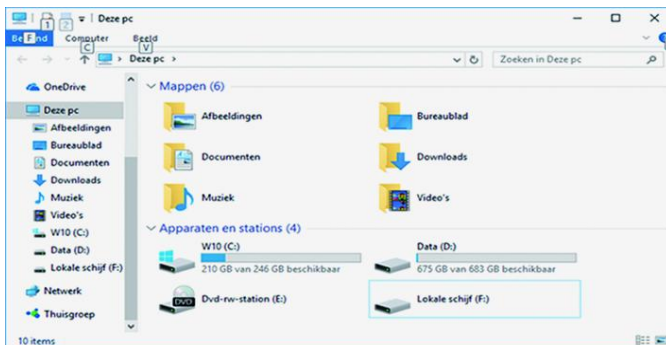 1 2 Deze pc
Be F nd Computer Beeld
C V
Deze pc
Zoeken in Deze pc
OneDrive
Deze pc
Afbeeldingen
Bureaublad
Documenten
Downloads
Muziek
Video's
W10 (C:)
Data (D:)
Lokale schijf (F:)
Netwerk
Thuisgroep
10 items
Mappen (6)
Afbeeldingen
Bureaublad
Documenten
Downloads
Muziek
Video's
Apparaten en stations (4)
W10 (C:)
210 GB van 246 GB beschikbaar
Data (D:)
675 GB van 683 GB beschikbaar
DVD
Dvd-rw-station (E:)
Lokale schijf (F:)